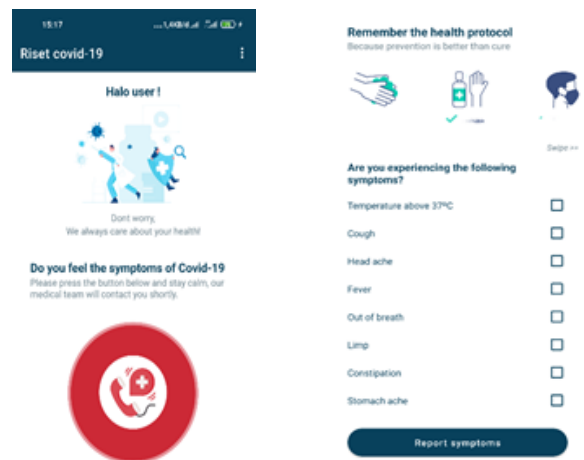 15:17
Riset covid-19
Halo user !
Dont worry,
We always care about your health!
Do you feel the symptoms of Covid-19
Please press the button below and stay calm, our
medical team will contact you shortly.
Remember the health protocol
Because prevention is better than cure
Swipe >>
Are you experiencing the following
symptoms?
Temperature above 37ºC
Cough
Head ache
Fever
Out of breath
Limp
Constipation
Stomach ache
Report symptoms